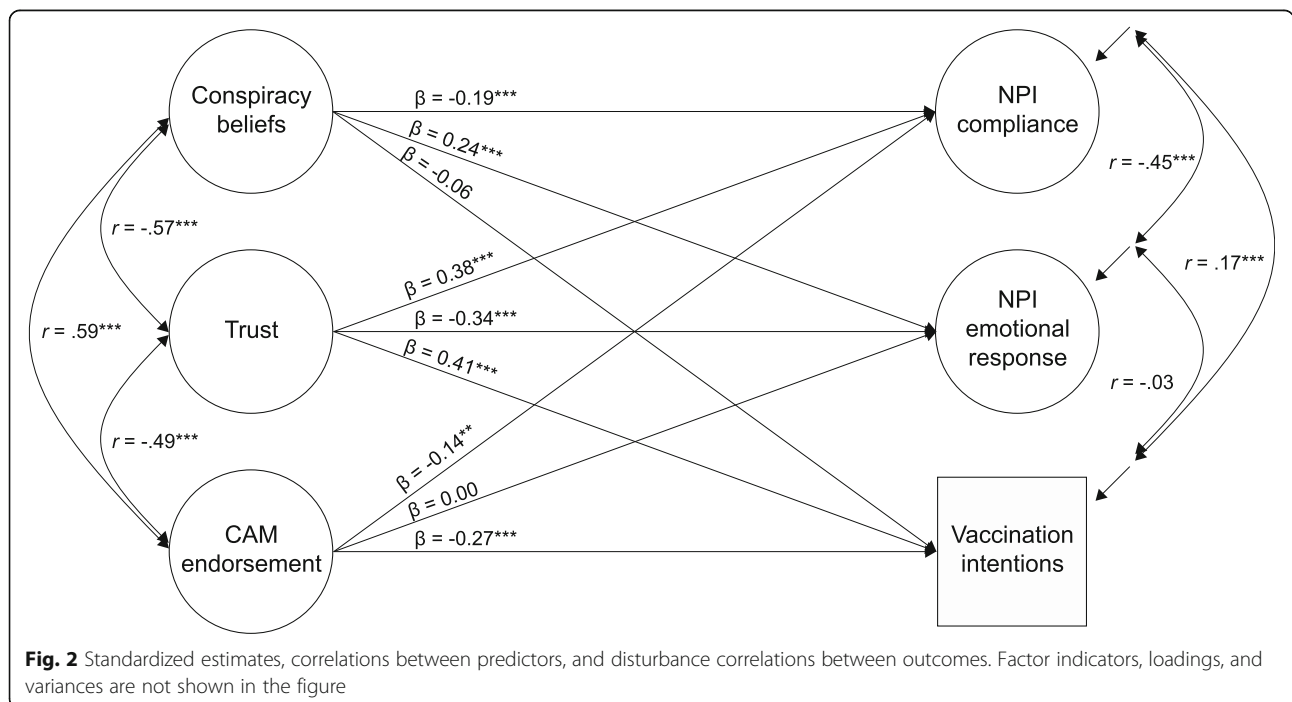 Conspiracy
beliefs
Trust
CAM
endorsement
r = -.57***
r = .59***
r = -.49***
β = -0.19***
β = 0.24***
β = -0.06
β = 0.38***
β = -0.34***
β = 0.41***
β = -0.14**
β = 0.00
β = -0.27***
NPI
compliance
NPI
emotional
response
Vaccination
intentions
r = -.45***
r = .17***
r = -.03
Fig. 2 Standardized estimates, correlations between predictors, and disturbance correlations between outcomes. Factor indicators, loadings, and
variances are not shown in the figure